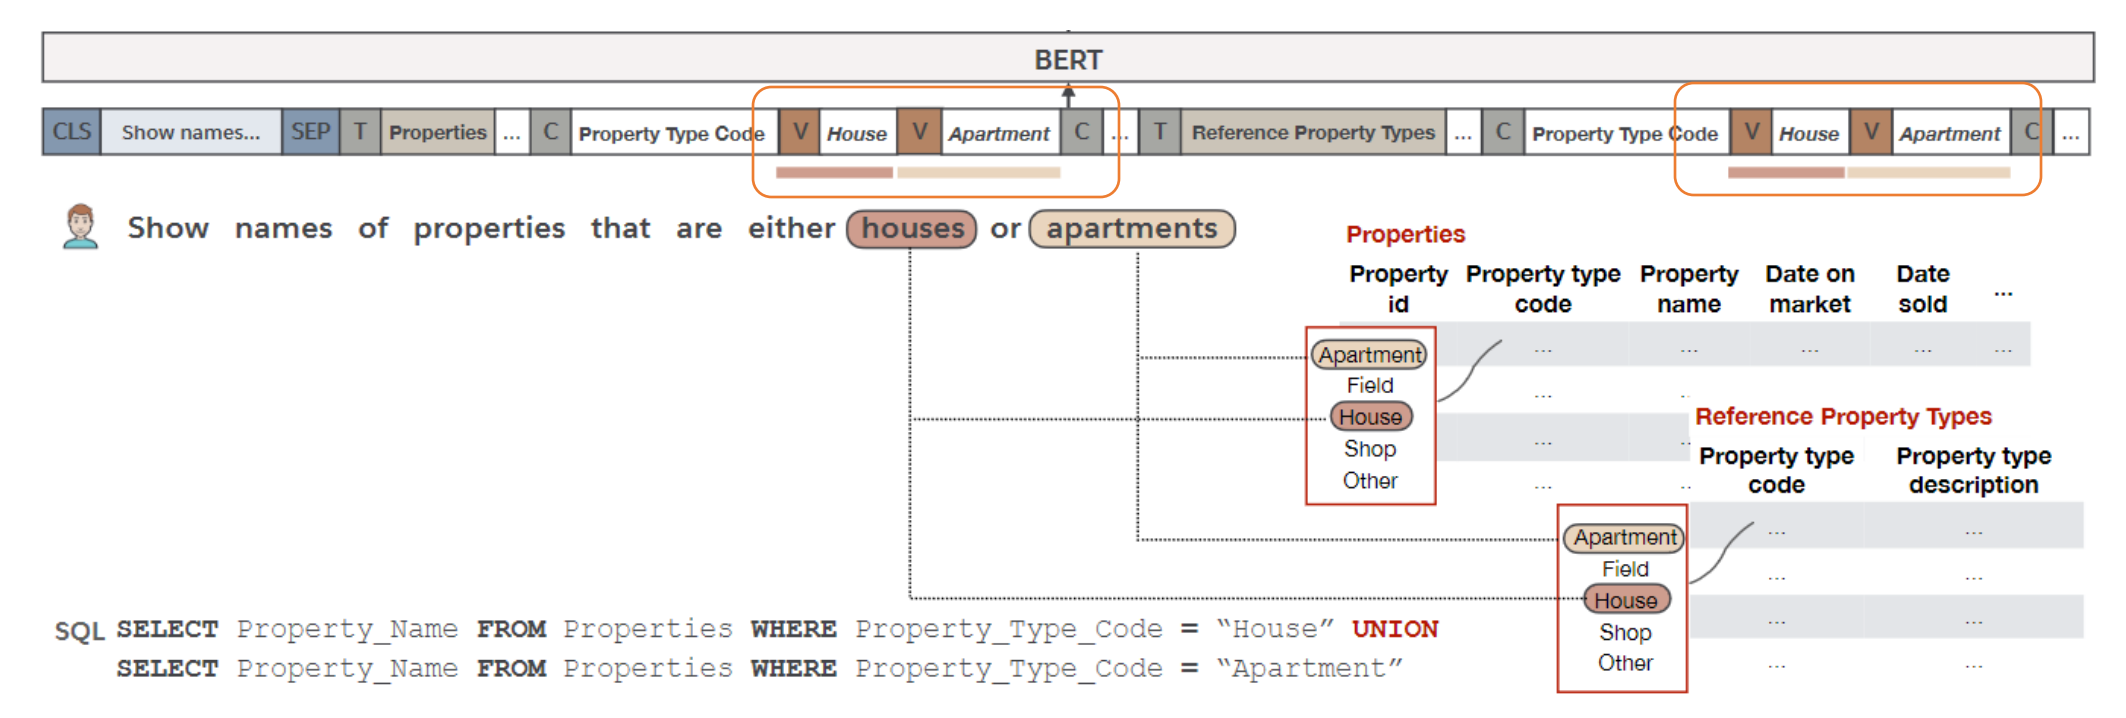 BERT
CLS Show names... SEP T Properties ... C Property Type Code V House V Apartment C ... T Reference Property Types ... C Property Type Code V House V Apartment C ...
Show names of properties that are either houses or apartments
Properties
Property id Property type code Property name Date on market Date sold ...
... ... ... ... ...
Apartment
Field
House
Shop
Other
... ..
... ..
... ..
Reference Property Types
Property type code Property type description
... ...
... ...
... ...
... ...
Apartment
Field
House
Shop
Other
SQL SELECT Property_Name FROM Properties WHERE Property_Type_Code = “House” UNION
SELECT Property_Name FROM Properties WHERE Property_Type_Code = “Apartment”